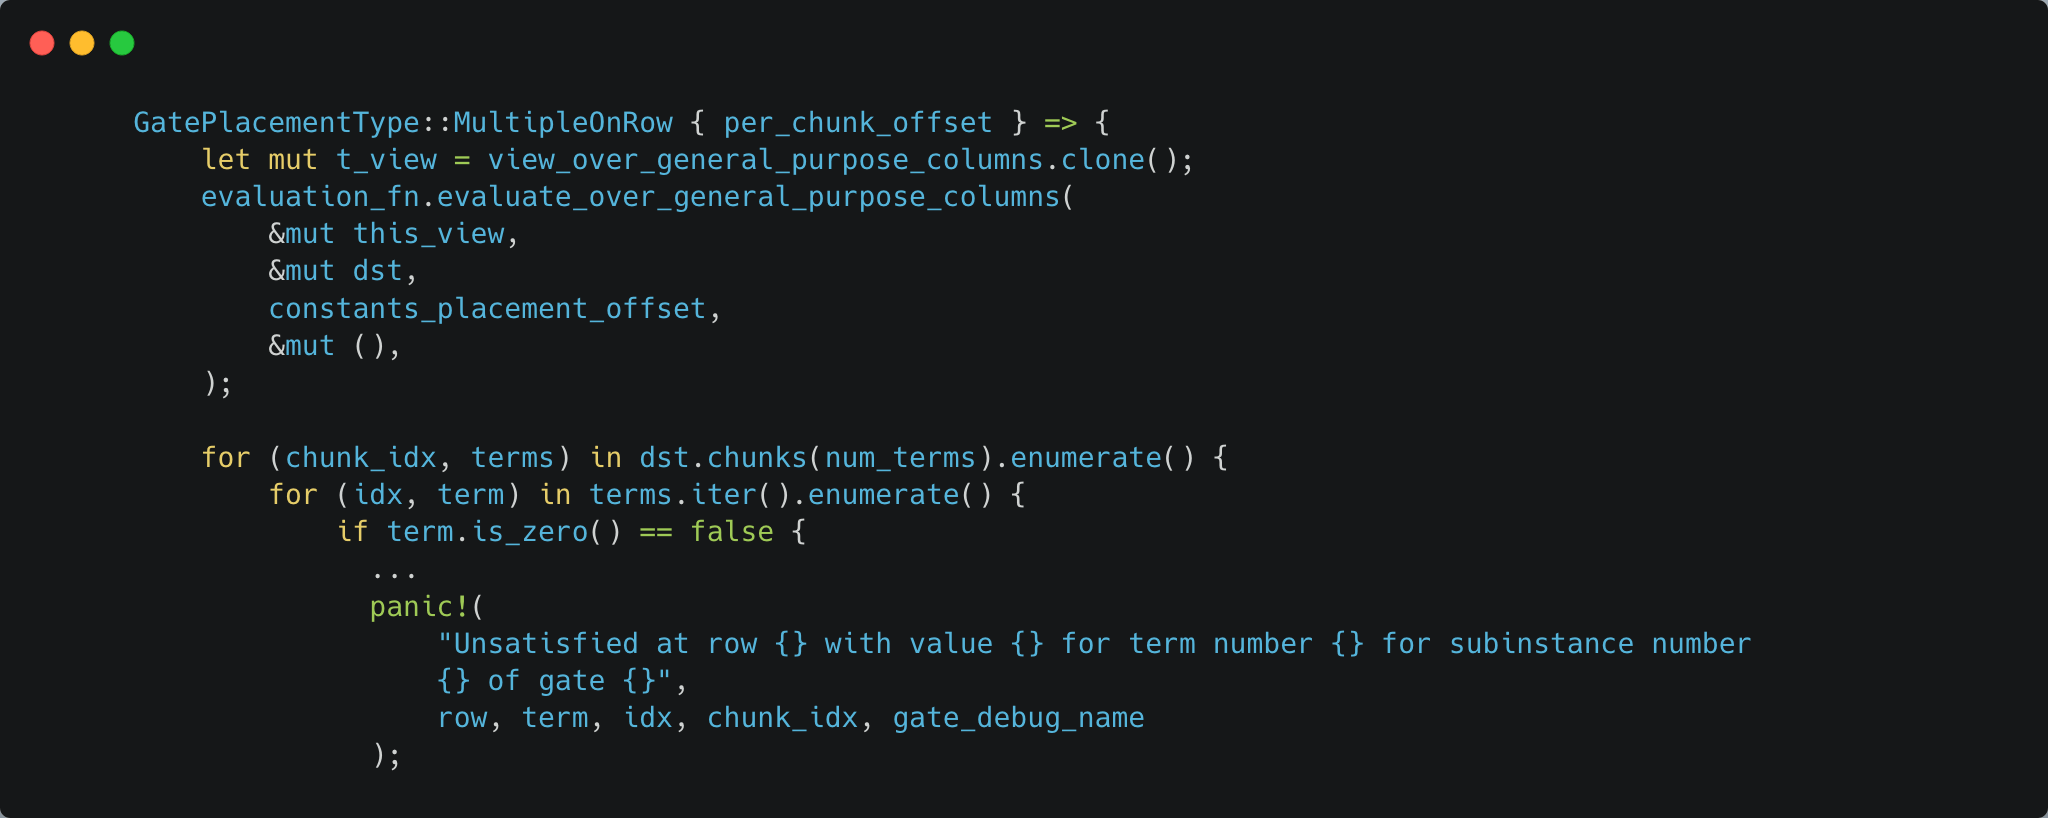 GatePlacementType::MultipleOnRow { per_chunk_offset } => {
    let mut t_view = view_over_general_purpose_columns.clone();
    evaluation_fn.evaluate_over_general_purpose_columns(
        &mut this_view,
        &mut dst,
        constants_placement_offset,
        &mut (),
    );

    for (chunk_idx, terms) in dst.chunks(num_terms).enumerate() {
        for (idx, term) in terms.iter().enumerate() {
            if term.is_zero() == false {
              ...
              panic!(
                  "Unsatisfied at row {} with value {} for term number {} for subinstance number
                  {} of gate {}",
                  row, term, idx, chunk_idx, gate_debug_name
              );